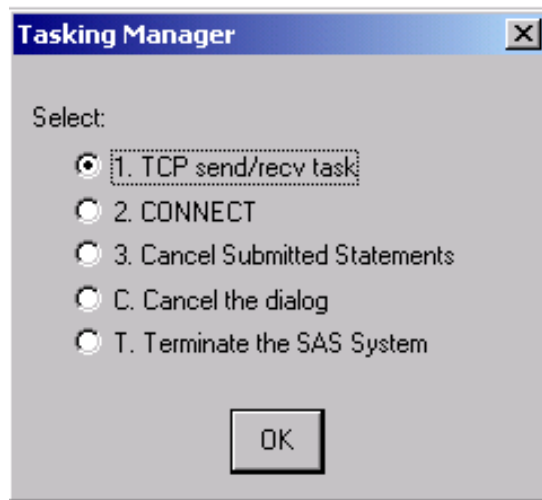 Tasking Manager
Select:
1. TCP send/recv task
2. CONNECT
3. Cancel Submitted Statements
C. Cancel the dialog
T. Terminate the SAS System
OK